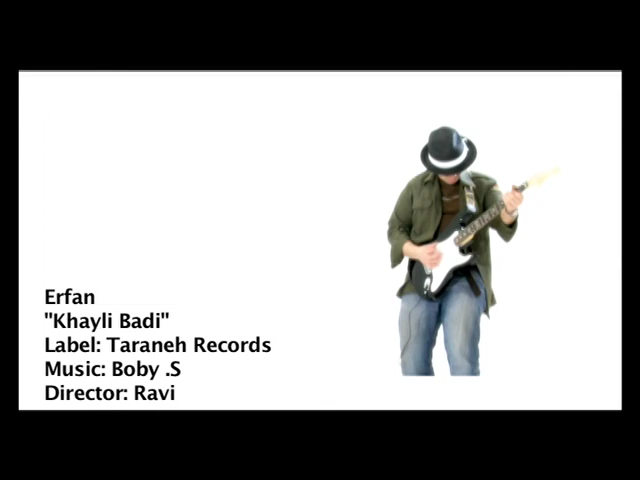 Erfan
"Khayli Badi"
Label: Taraneh Records
Music: Boby .S
Director: Ravi